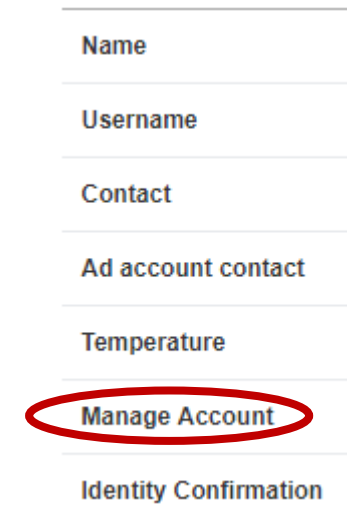 Name
Username
Contact
Ad account contact
Temperature
Manage Account
Identity Confirmation